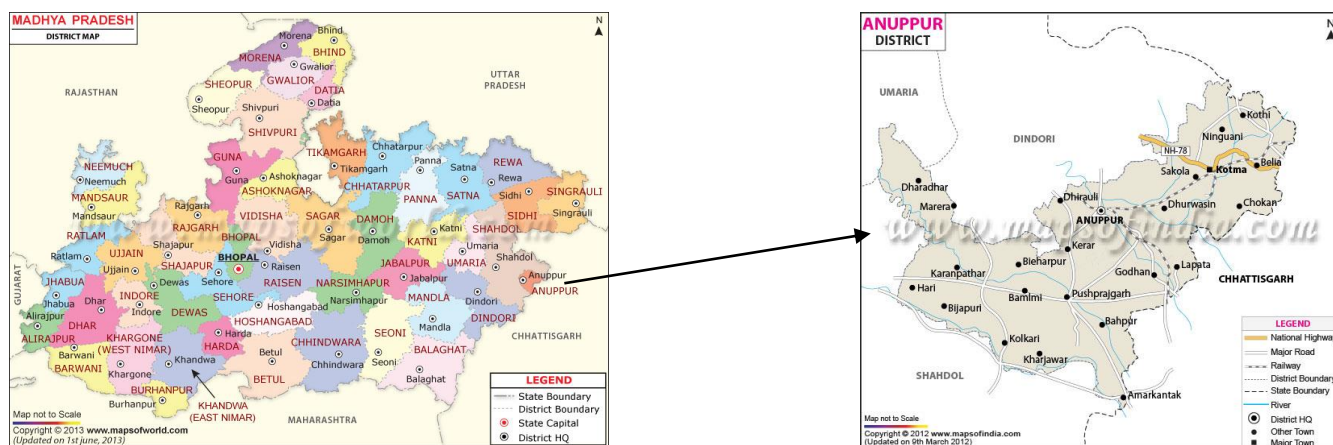 MADHYA PRADESH
DISTRICT MAP
N
RAJASTHAN
UTTAR
PRADESH
GUJARAT
CHHATTISGARH
MAHARASHTRA
Morena
MORENA
Bhind
BHIND
Gwalior
GWALIOR
SHEOPUR
Sheopur
DATIA
Datia
Shivpuri
SHIVPURI
TIKAMGARH
Tikamgarh
Chhatarpur
CHHATARPUR
Panna
PANNA
Satna
SATNA
REWA
Rewa
Sidhi
SIDHI
SINGRAULI
Singrauli
NEEMUCH
Neemuch
MANDSAUR
Mandsaur
GUNA
Guna
Ashoknagar
ASHOKNAGAR
Rajgarh
RAJGARH
VIDISHA
Vidisha
SAGAR
Sagar
DAMOH
Damoh
KATNI
Katni
SHAHDOL
Shahdol
UMARIA
Umaria
RATLAM
Ratlam
UJJAIN
Ujjain
Shajapur
SHAJAPUR
BHOPAL
BHOPAL
Sehore
SEHORE
Raisen
RAISEN
NARSIMHAPUR
Narsimhapur
JABALPUR
Jabalpur
Anuppur
ANUPPUR
Dindori
DINDORI
MANDLA
Mandla
JHABUA
Jhabua
Dhar
DHAR
INDORE
Indore
Dewas
DEWAS
Hoshangabad
HOSHANGABAD
Alirajpur
ALIRAJPUR
Harda
HARDA
KHARGONE
(WEST NIMAR)
Khargone
Barwani
BARWANI
Khandwa
KHANDWA
(EAST NIMAR)
BURHANPUR
Burhanpur
Betul
BETUL
CHHINDWARA
Chhindwara
SEONI
Seoni
BALAGHAT
Balaghat
www.mapsofworld.com
LEGEND
State Boundary
District Boundary
State Capital
District HQ
Map not to Scale
Copyright © 2013 www.mapsofworld.com
(Updated on 1st june, 2013)
ANUPPUR
DISTRICT
N
UMARIA
DINDORI
SHAHDOL
CHHATTISGARH
NH-78
Kothi
Ninguani
Belia
Sakola
Kotma
Dharadhar
Marera
Dhirauli
ANUPPUR
Dhurwasin
Chokan
Kerar
Karanpathar
Bieharpur
Godhan
Lapata
Hari
Bijapuri
Bamlmi
Pushprajgarh
Bahpur
Kolkari
Kharjawar
Amarkantak
www.mapsofindia.com
LEGEND
National Highway
Major Road
Railway
District Boundary
State Boundary
River
District HQ
Other Town
Major Town
Map not to Scale
Copyright © 2012 www.mapsofindia.com
(Updated on 9th March 2012)